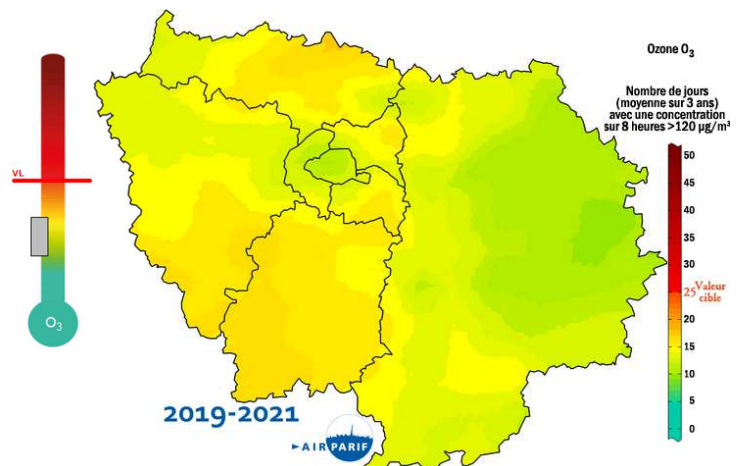 Ozone O₃
Nombre de jours
(moyenne sur 3 ans)
avec une concentration
sur 8 heures >120 µg/m³
VL
O₃
50
45
40
35
30
25 Valeur
cible
20
15
10
5
0
2019-2021
AIRPARIF